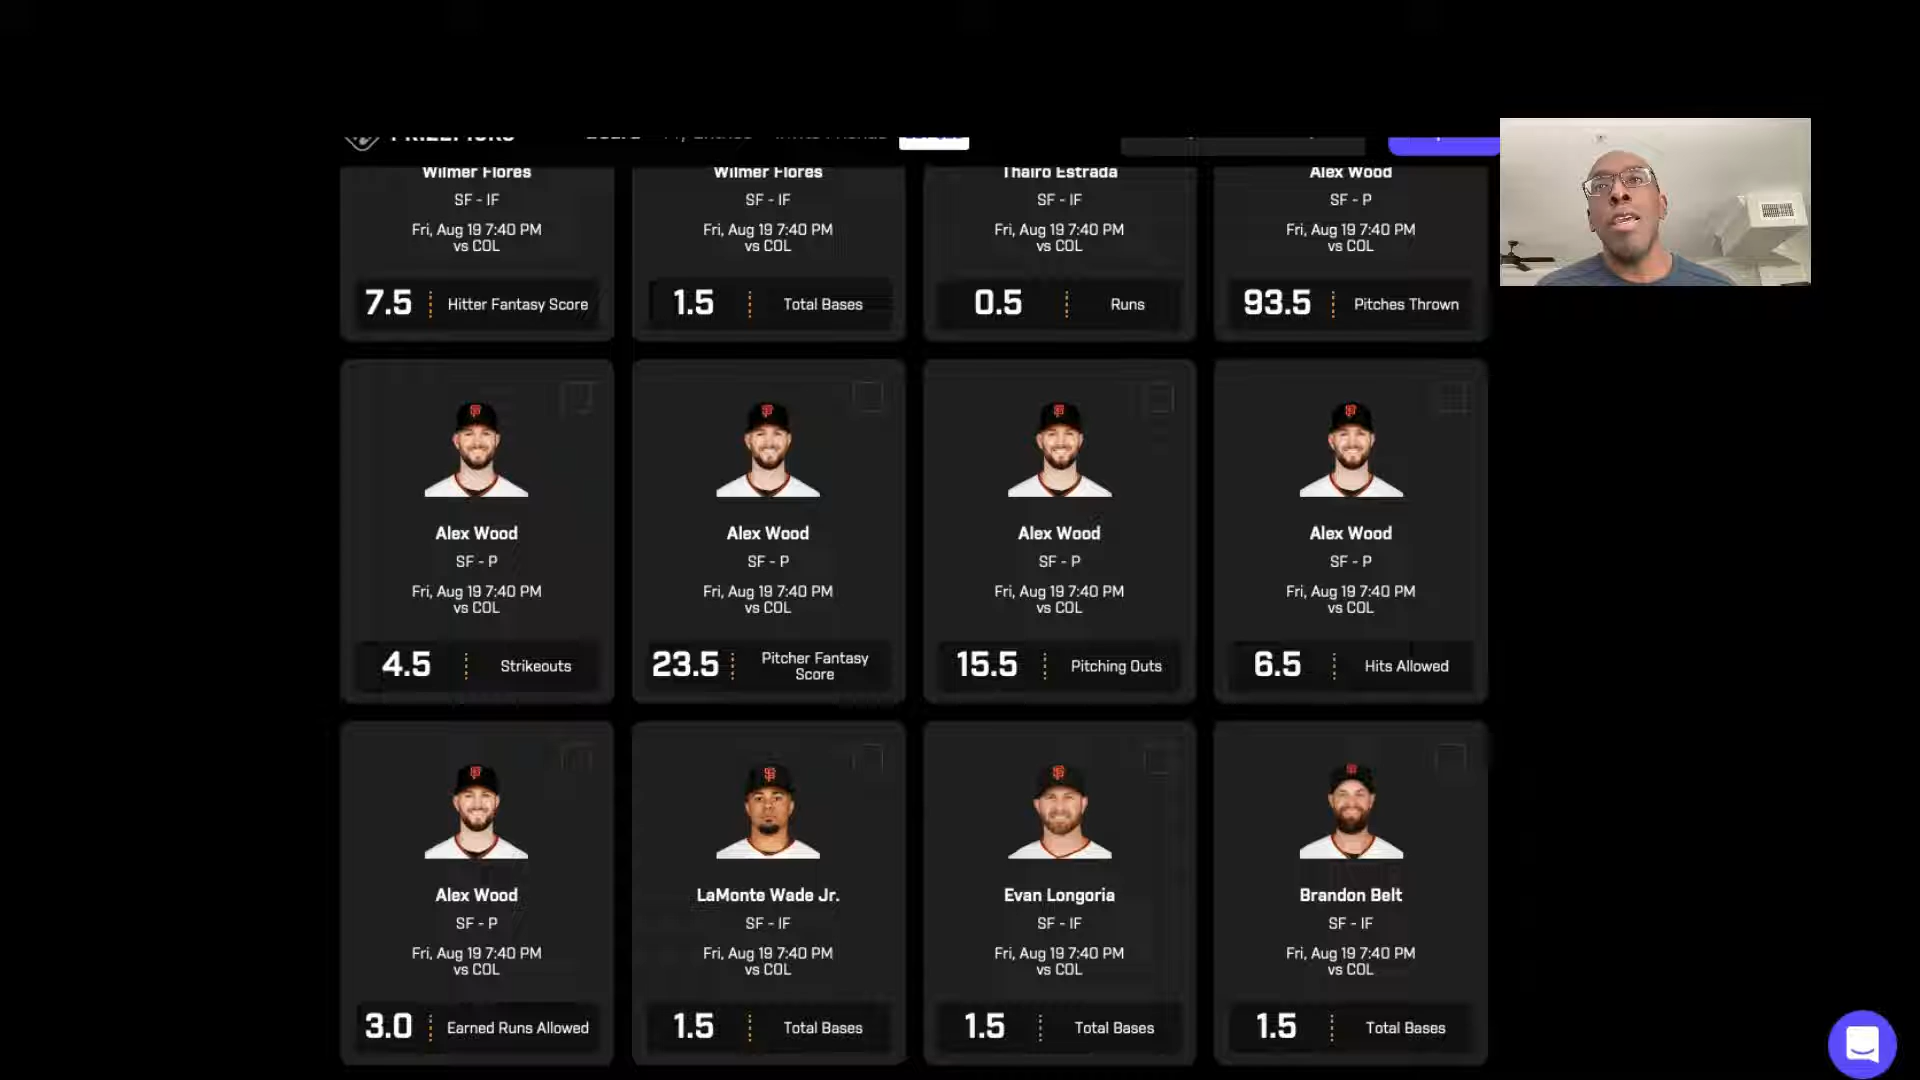 Wilmer Flores
SF - IF
Fri, Aug 19 7:40 PM
vs COL
7.5
Hitter Fantasy Score
Wilmer Flores
SF - IF
Fri, Aug 19 7:40 PM
vs COL
1.5
Total Bases
Thairo Estrada
SF - IF
Fri, Aug 19 7:40 PM
vs COL
0.5
Runs
Alex Wood
SF - P
Fri, Aug 19 7:40 PM
vs COL
93.5
Pitches Thrown
Alex Wood
SF - P
Fri, Aug 19 7:40 PM
vs COL
4.5
Strikeouts
Alex Wood
SF - P
Fri, Aug 19 7:40 PM
vs COL
23.5
Pitcher Fantasy
Score
Alex Wood
SF - P
Fri, Aug 19 7:40 PM
vs COL
15.5
Pitching Outs
Alex Wood
SF - P
Fri, Aug 19 7:40 PM
vs COL
6.5
Hits Allowed
Alex Wood
SF - P
Fri, Aug 19 7:40 PM
vs COL
3.0
Earned Runs Allowed
LaMonte Wade Jr.
SF - IF
Fri, Aug 19 7:40 PM
vs COL
1.5
Total Bases
Evan Longoria
SF - IF
Fri, Aug 19 7:40 PM
vs COL
1.5
Total Bases
Brandon Belt
SF - IF
Fri, Aug 19 7:40 PM
vs COL
1.5
Total Bases